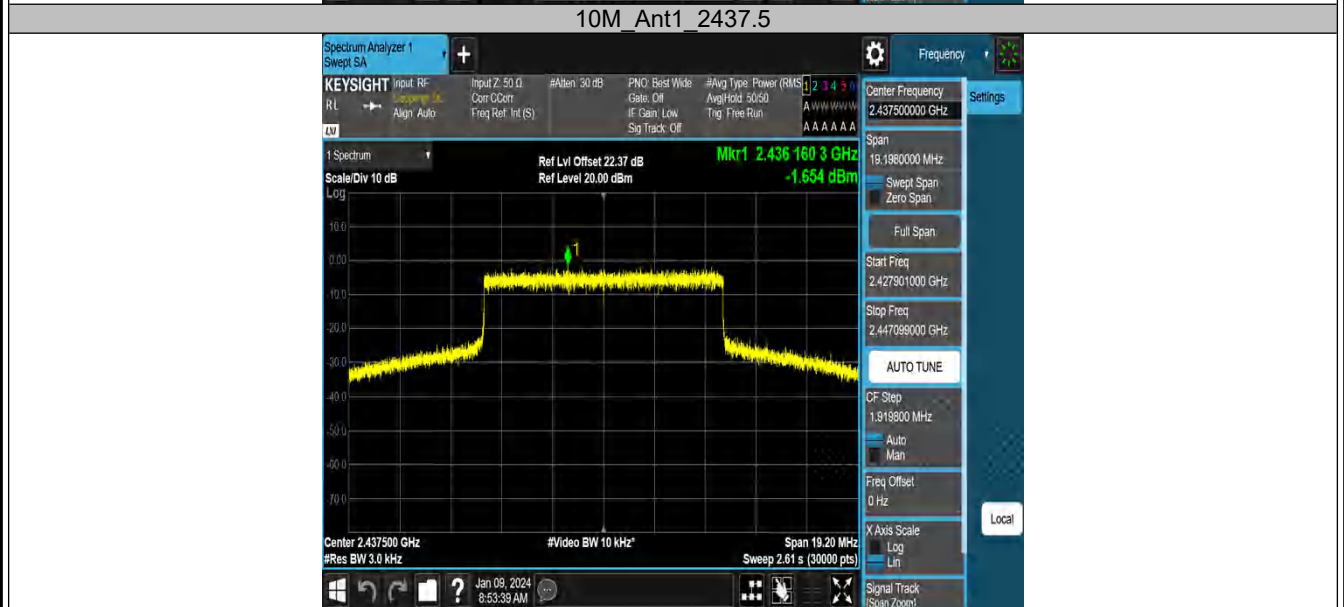 10M_Ant1_2437.5
Spectrum Analyzer 1
Swept SA
+
Frequency
KEYSIGHT
Input: RF
Input Z: 50 Ω
#Atten: 30 dB
PNO: Best Wide
#Avg Type: Power (RMS
1 2 3 4 5 6
RL
Corr CCorr
Gate: Off
Avg|Hold: 50/50
A W W W W W
Align: Auto
Freq Ref: Int (S)
IF Gain: Low
Trig: Free Run
LXI
Sig Track: Off
A A A A A A
Center Frequency
2.437500000 GHz
Settings
1 Spectrum
Ref Lvl Offset 22.37 dB
Mkr1 2.436 160 3 GHz
Scale/Div 10 dB
Ref Level 20.00 dBm
-1.654 dBm
Log
10.0
0.00
-10.0
-20.0
-30.0
-40.0
-50.0
-60.0
-70.0
1
Center 2.437500 GHz
#Video BW 10 kHz*
Span 19.20 MHz
#Res BW 3.0 kHz
Sweep 2.61 s (30000 pts)
Span
19.1980000 MHz
Swept Span
Zero Span
Full Span
Start Freq
2.427901000 GHz
Stop Freq
2.447099000 GHz
AUTO TUNE
CF Step
1.919800 MHz
Auto
Man
Freq Offset
0 Hz
X Axis Scale
Log
Lin
Local
Signal Track
(Span Zoom)
?
Jan 09, 2024
8:53:39 AM